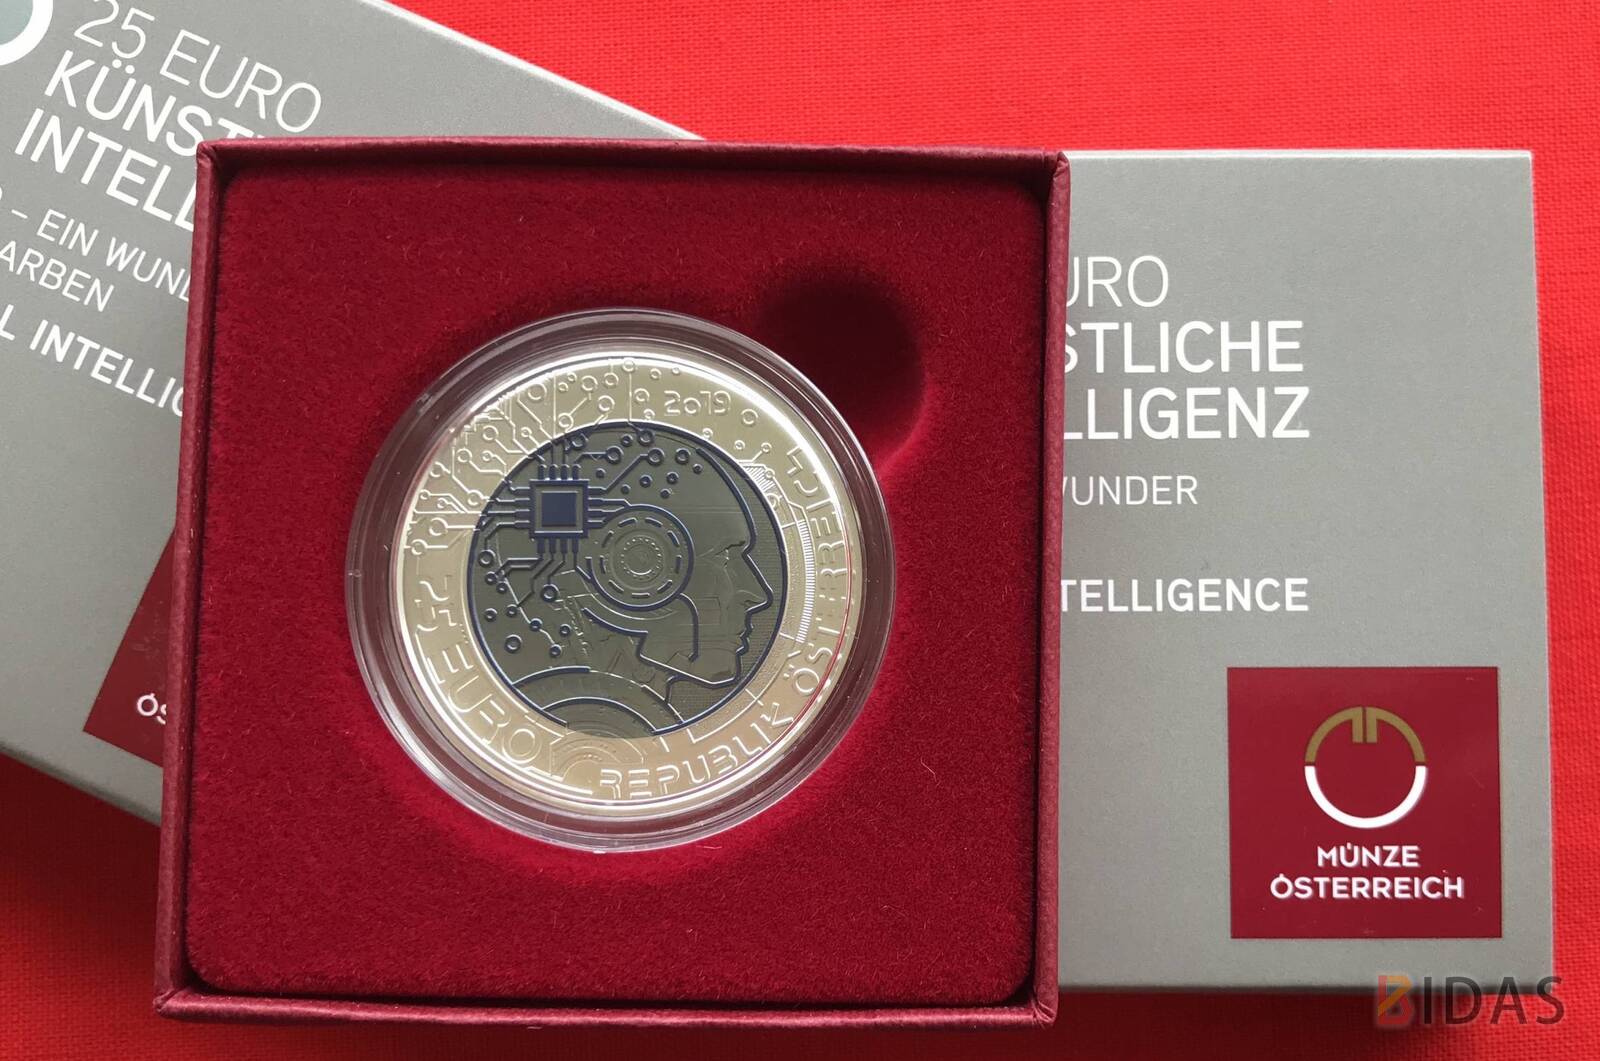 25 EURO
KÜNST
INTELL
– EIN WUND
ARBEN
L INTELLIG
ÖS
2019
25 EURO
REPUBLIK ÖSTERREICH
URO
STLICHE
LLIGENZ
WUNDER
TELLIGENCE
MÜNZE
ÖSTERREICH
BIDAS